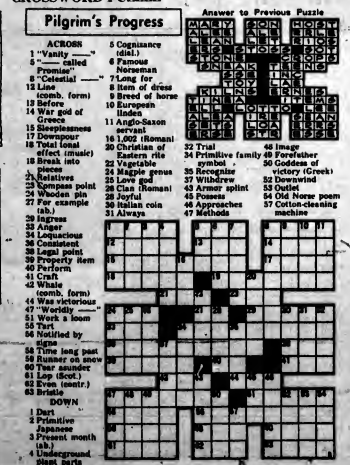 CROSSWORD PUZZLE
Pilgrim's Progress
Answer to Previous Puzzle
ACROSS
1 "Vanity ——"
5 "—— called
Promise"
8 "Celestial ——"
12 Line
(comb. form)
13 Before
14 War god of
Greece
15 Sleeplessness
17 Downpour
18 Total tonal
effect (music)
19 Break into
pieces
21 Relatives
23 Compass point
24 Wooden pin
27 For example
(ab.)
29 Ingress
33 Anger
34 Loquacious
36 Consistent
38 Legal point
39 Property item
40 Perform
41 Craft
42 Whale
(comb. form)
44 Was victorious
47 "Worldly ——"
51 Work a loom
55 Tart
56 Notified by
signs
58 Time long past
59 Runner on snow
60 Tear asunder
61 Lop (Scot.)
62 Even (contr.)
63 Bristle
DOWN
1 Dart
2 Primitive
Japanese
3 Present month
(ab.)
4 Underground
plant parts
5 Cognizance
(dial.)
6 Famous
Norseman
7 Long for
8 Item of dress
9 Breed of horse
10 European
linden
11 Anglo-Saxon
servant
16 1,002 (Roman)
20 Christian of
Eastern rite
22 Vegetable
24 Magpie genus
25 Love god
26 Clan (Roman)
28 Joyful
30 Italian coin
31 Always
32 Trial
34 Primitive family
symbol
35 Recognize
37 Withdrew
43 Armor splint
45 Possess
46 Approaches
47 Methods
48 Image
49 Forefather
50 Goddess of
victory (Greek)
52 Downwind
53 Outlet
54 Old Norse poem
57 Cotton-cleaning
machine